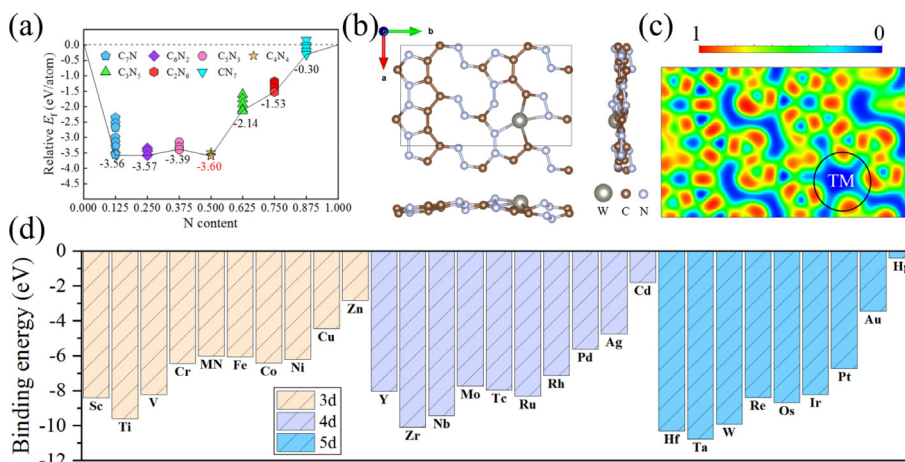 (a)
Relative Ef (eV/atom)
0.0
-0.5
-1.0
-1.5
-2.0
-2.5
-3.0
-3.5
-4.0
-4.5
C₇N C₆N₂ C₅N₃ C₄N₄
C₃N₅ C₂N₆ CN₇
-3.56 -3.57 -3.39 -3.60 -2.14 -1.53 -0.30
0.000 0.125 0.250 0.375 0.500 0.625 0.750 0.875 1.000
N content
(b)
b
a
W C N
(c)
1 0
TM
(d)
Binding energy (eV)
0
-2
-4
-6
-8
-10
-12
Sc Ti V Cr MN Fe Co Ni Cu Zn
Y Zr Nb Mo Tc Ru Rh Pd Ag Cd
Hf Ta W Re Os Ir Pt Au Hg
3d
4d
5d